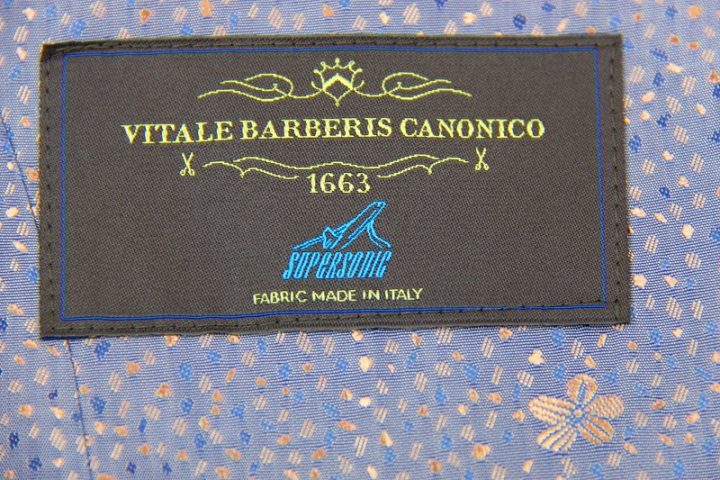 VITALE BARBERIS CANONICO
1663
SUPERSONIC
FABRIC MADE IN ITALY